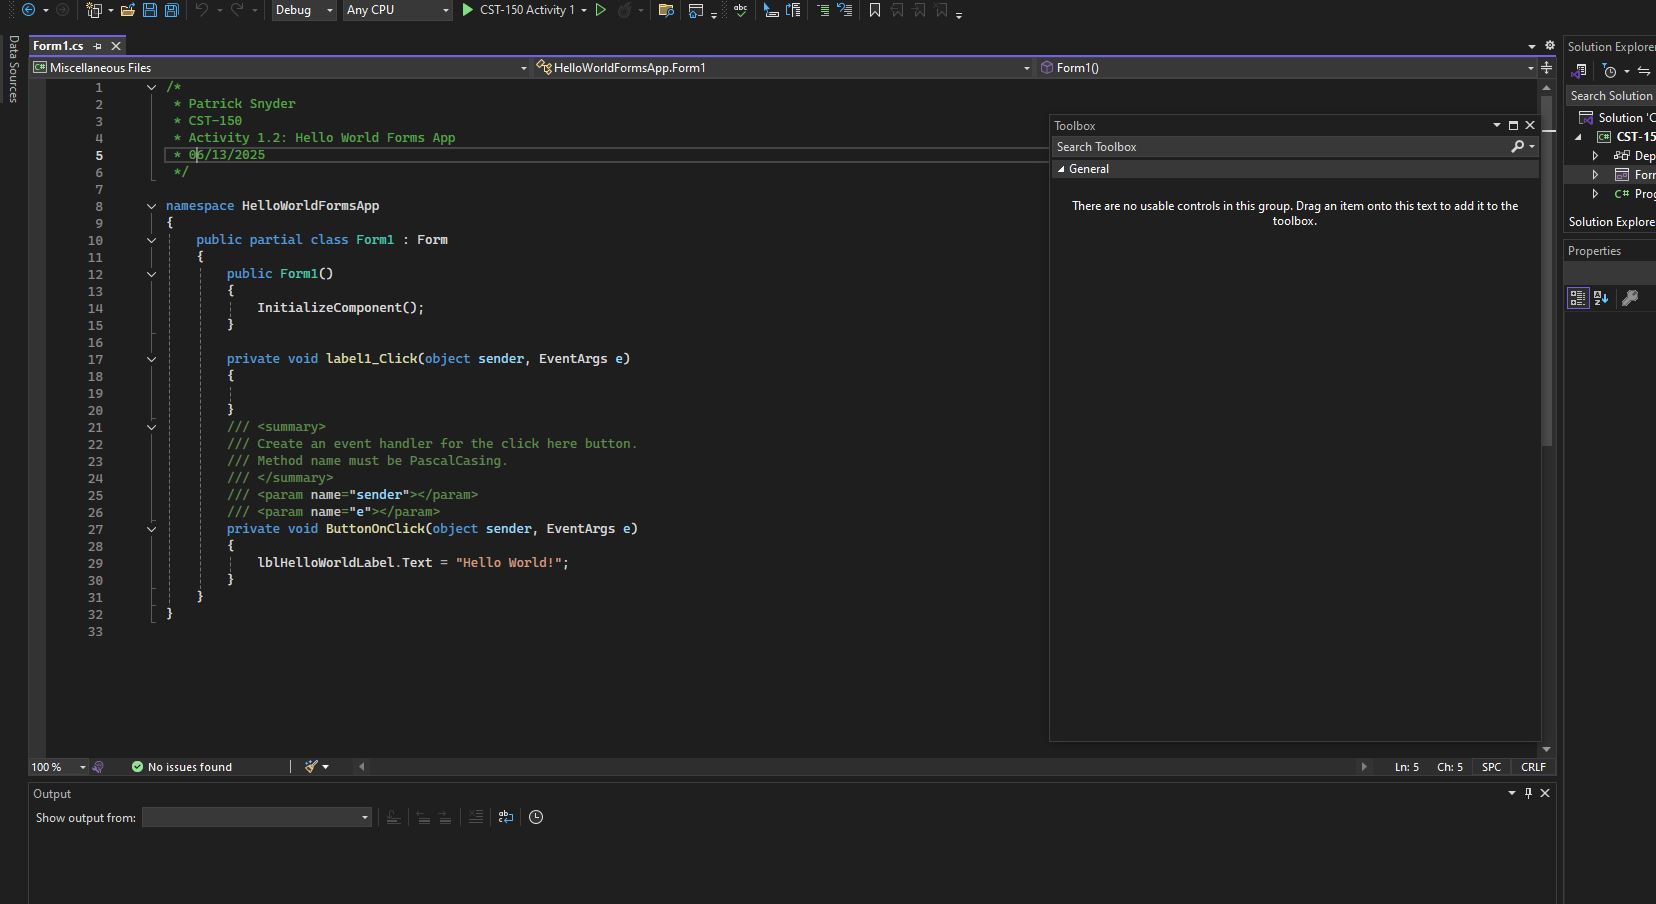 Debug
Any CPU
CST-150 Activity 1
Data Sources
Form1.cs
Miscellaneous Files
HelloWorldFormsApp.Form1
Form1()
1 /*
2 * Patrick Snyder
3 * CST-150
4 * Activity 1.2: Hello World Forms App
5 * 06/13/2025
6 */
7
8 namespace HelloWorldFormsApp
9 {
10 public partial class Form1 : Form
11 {
12 public Form1()
13 {
14 InitializeComponent();
15 }
16
17 private void label1_Click(object sender, EventArgs e)
18 {
19
20 }
21 /// <summary>
22 /// Create an event handler for the click here button.
23 /// Method name must be PascalCasing.
24 /// </summary>
25 /// <param name="sender"></param>
26 /// <param name="e"></param>
27 private void ButtonOnClick(object sender, EventArgs e)
28 {
29 lblHelloWorldLabel.Text = "Hello World!";
30 }
31 }
32 }
33
Toolbox
Search Toolbox
General
There are no usable controls in this group. Drag an item onto this text to add it to the
toolbox.
Solution Explorer
Search Solution
Solution 'C
C# CST-15
Dep
For
C# Prog
Solution Explore
Properties
100 %
No issues found
Ln: 5
Ch: 5
SPC
CRLF
Output
Show output from: